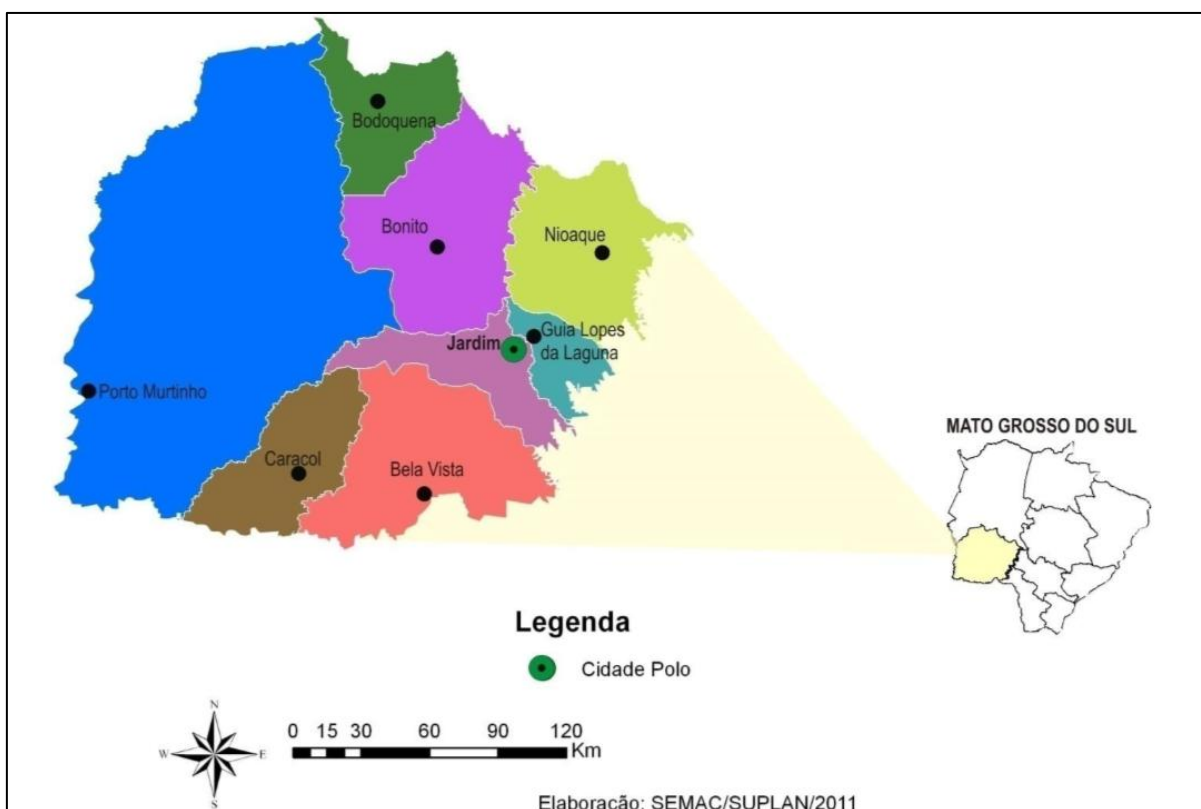 Bodoquena
Bonito
Nioaque
Guia Lopes
da Laguna
Jardim
Porto Murtinho
Caracol
Bela Vista
MATO GROSSO DO SUL
Legenda
Cidade Polo
N
W
E
S
0 15 30 60 90 120
Km
Elaboração: SEMAC/SUPLAN/2011